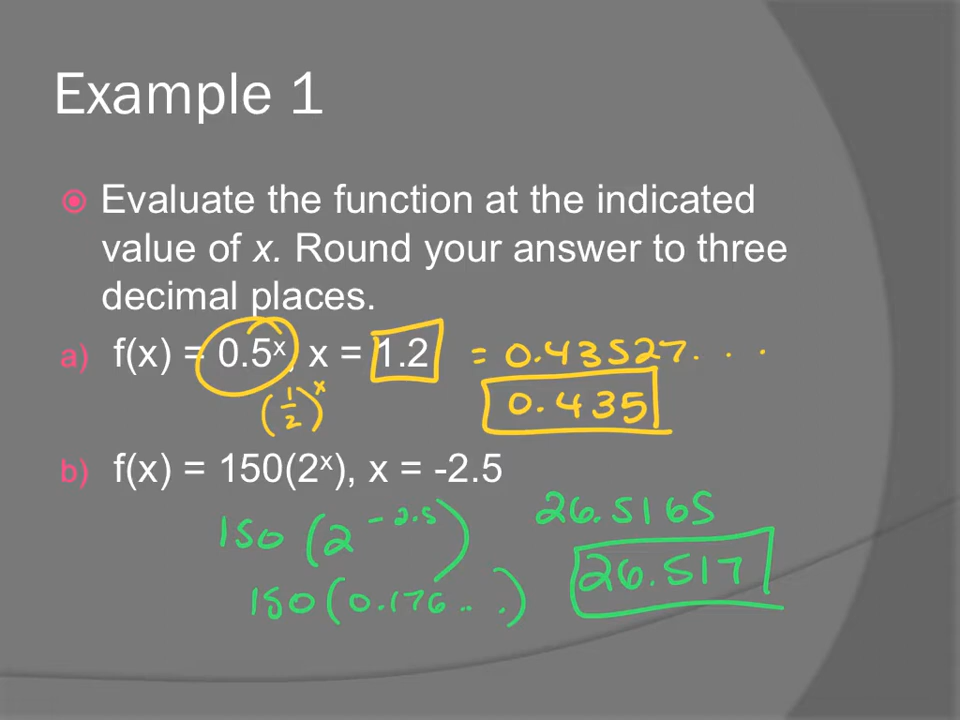 Example 1
Evaluate the function at the indicated
value of x. Round your answer to three
decimal places.
a) f(x) = 0.5ˣ, x = 1.2 = 0.43527. . .
(1/2)ˣ 0.435
b) f(x) = 150(2ˣ), x = -2.5
150 (2^-2.5) 26.5165
150 (0.176 .. .) 26.517